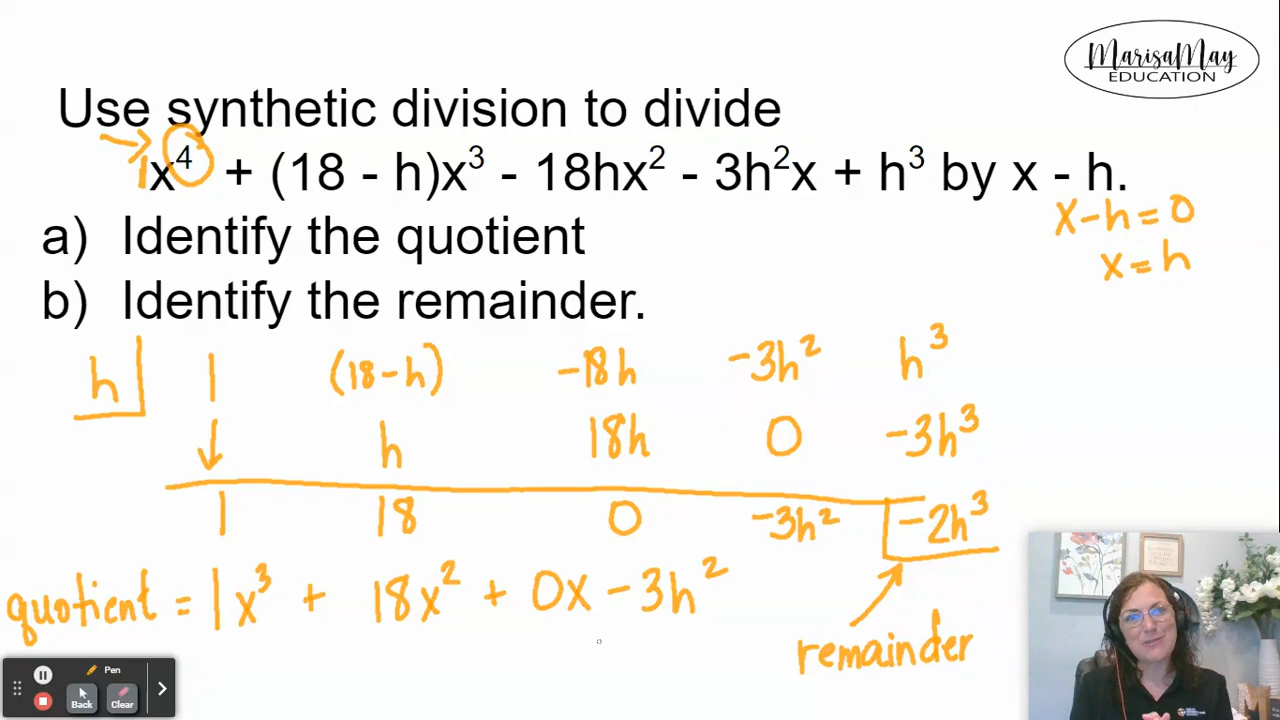 MarisaMay
EDUCATION
Use synthetic division to divide
1x⁴ + (18 - h)x³ - 18hx² - 3h²x + h³ by x - h.
x-h=0
x=h
a) Identify the quotient
b) Identify the remainder.
h 1 (18-h) -18h -3h² h³
h 18h 0 -3h³
1 18 0 -3h² -2h³
quotient = 1x³ + 18x² + 0x - 3h²
remainder
Pen
Back Clear